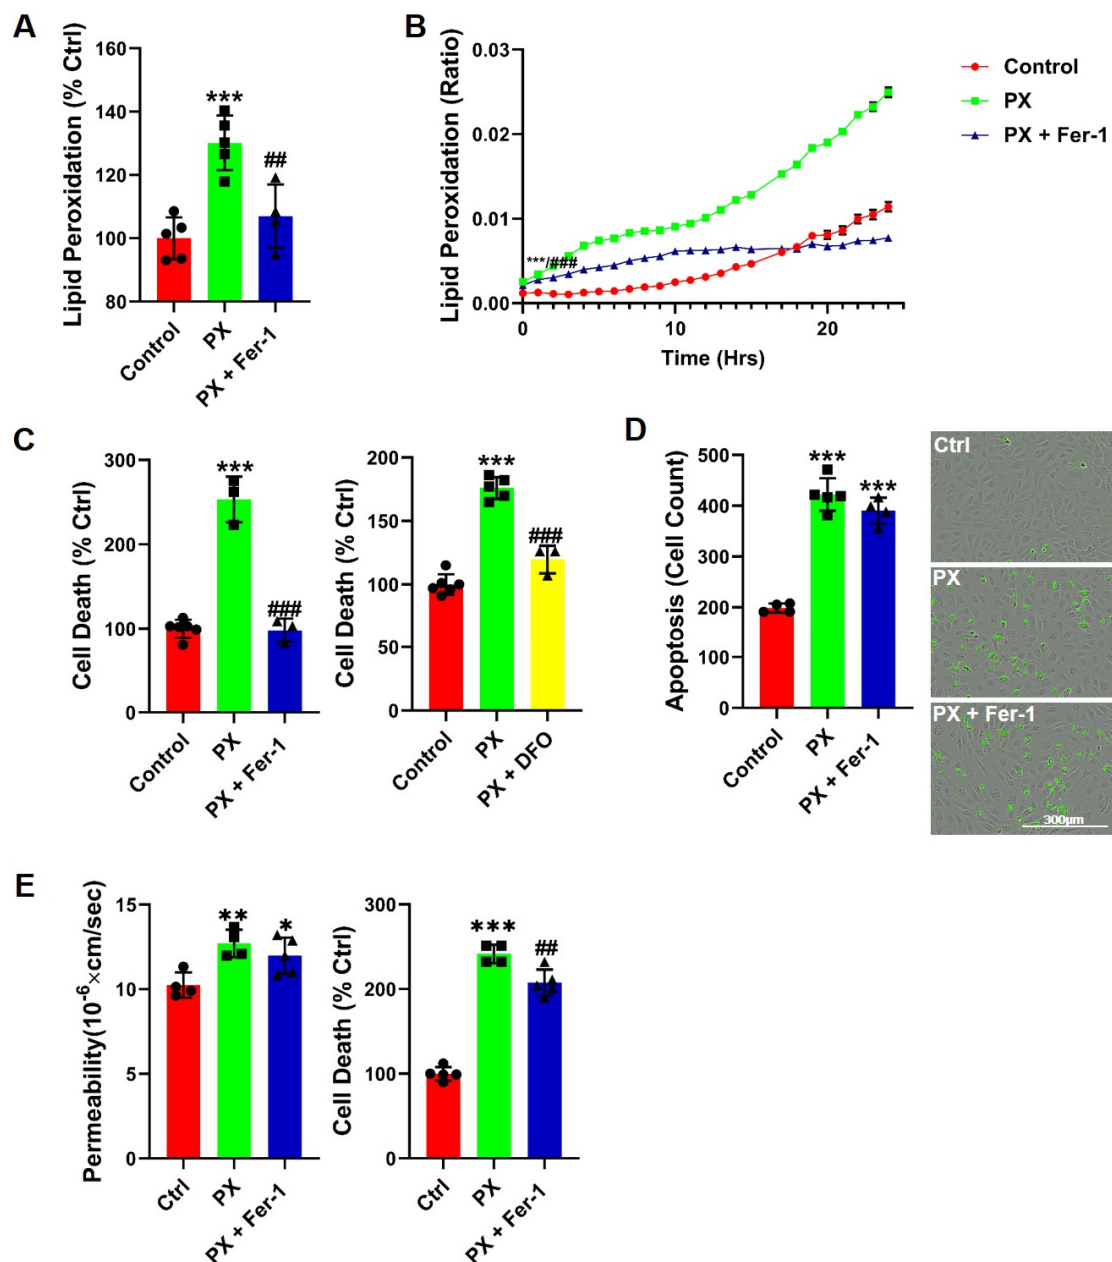 A
Lipid Peroxidation (% Ctrl)
160
140
120
100
80
***
##
Control
PX
PX + Fer-1
B
Lipid Peroxidation (Ratio)
0.03
0.02
0.01
0.00
***/###
0
10
20
Time (Hrs)
Control
PX
PX + Fer-1
C
Cell Death (% Ctrl)
300
200
100
0
***
###
Control
PX
PX + Fer-1
Cell Death (% Ctrl)
200
150
100
50
0
***
###
Control
PX
PX + DFO
D
Apoptosis (Cell Count)
500
400
300
200
100
0
***
***
Control
PX
PX + Fer-1
Ctrl
PX
PX + Fer-1
300µm
E
Permeability(10⁻⁶×cm/sec)
15
10
5
0
**
*
Ctrl
PX
PX + Fer-1
Cell Death (% Ctrl)
300
200
100
0
***
##
Ctrl
PX
PX + Fer-1